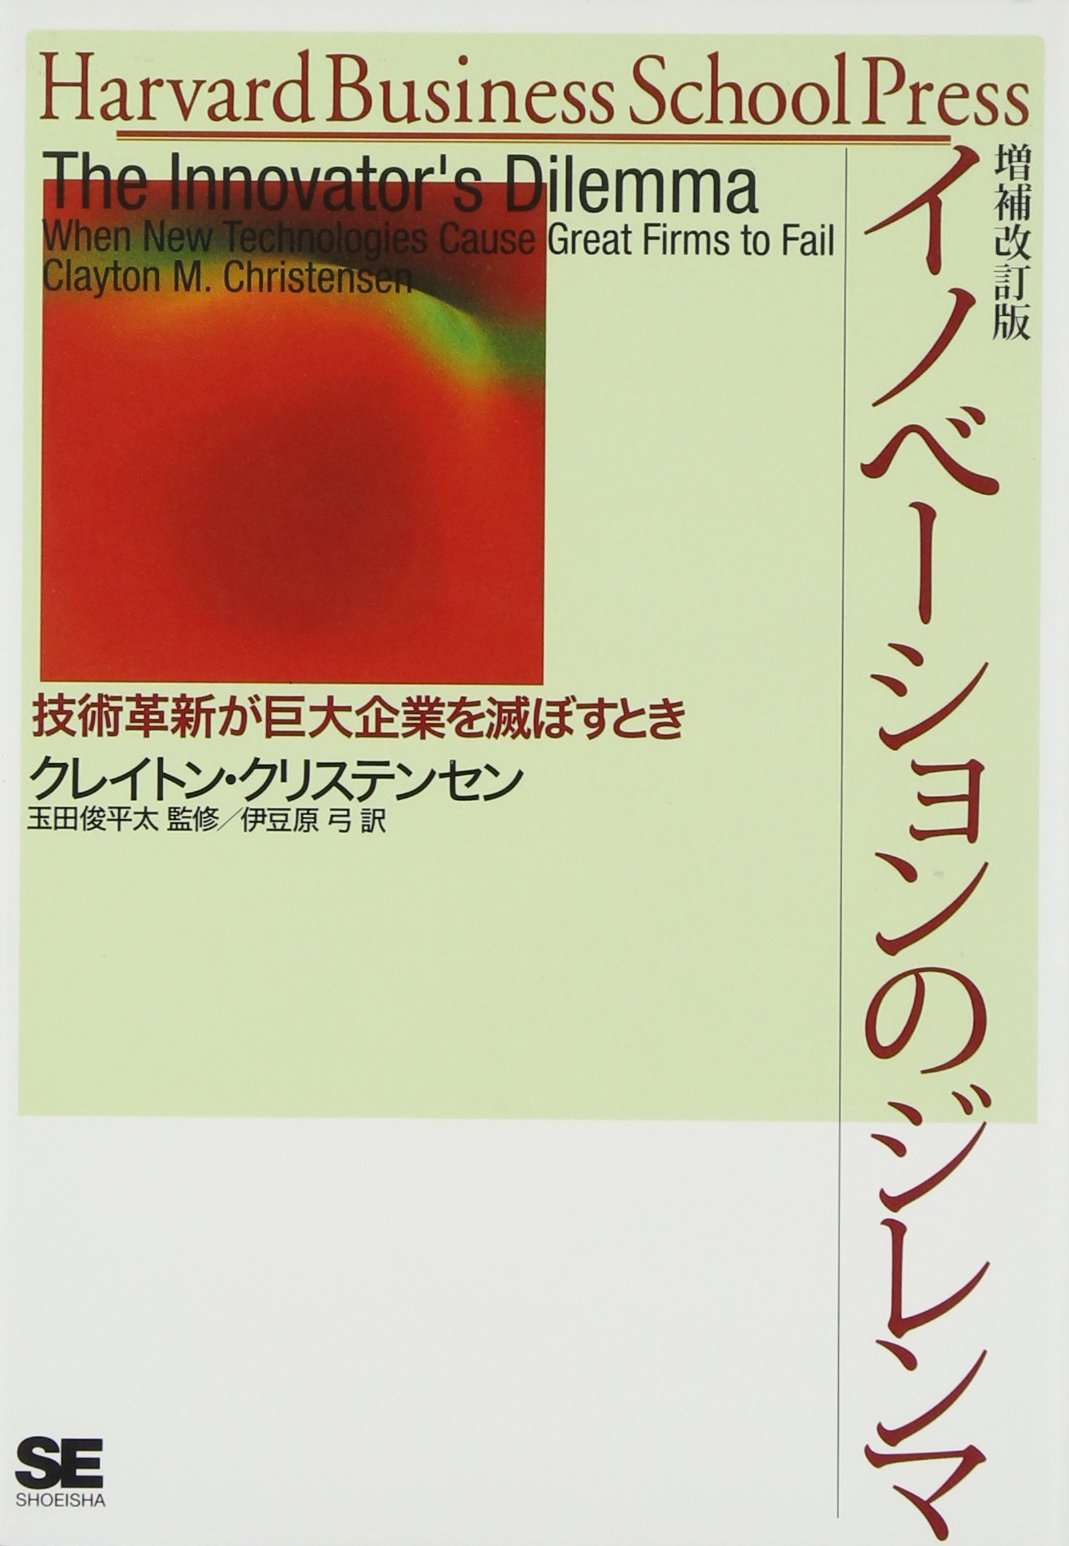 Harvard Business School Press
The Innovator's Dilemma
When New Technologies Cause Great Firms to Fail
Clayton M. Christensen
増補改訂版
イノベーションのジレンマ
技術革新が巨大企業を滅ぼすとき
クレイトン・クリステンセン
玉田俊平太 監修／伊豆原 弓 訳
SE
SHOEISHA